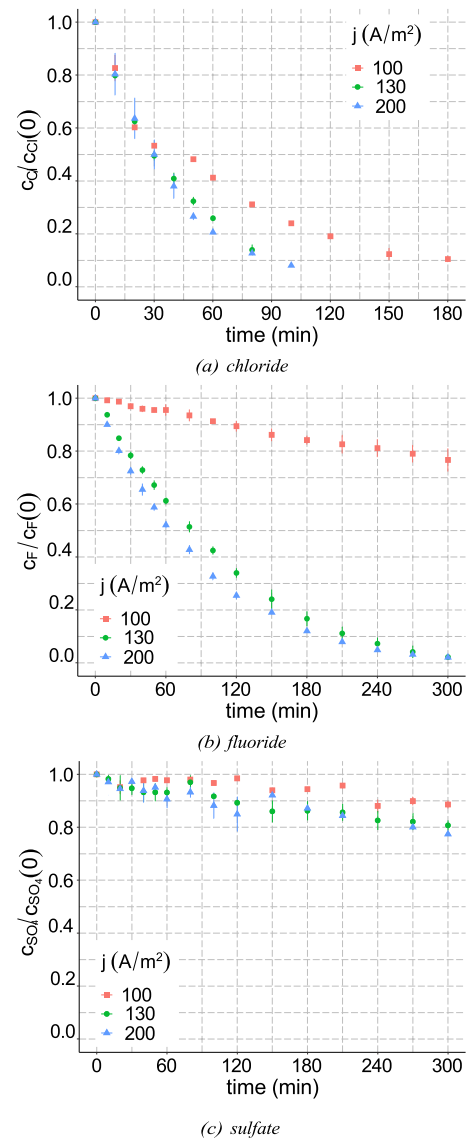 1.0
0.8
0.6
0.4
0.2
0.0
c_Cl/c_Cl(0)
j (A/m²)
100
130
200
0 30 60 90 120 150 180
time (min)
(a) chloride
1.0
0.8
0.6
0.4
0.2
0.0
c_F/c_F(0)
j (A/m²)
100
130
200
0 60 120 180 240 300
time (min)
(b) fluoride
1.0
0.8
0.6
0.4
0.2
0.0
c_SO₄/c_SO₄(0)
j (A/m²)
100
130
200
0 60 120 180 240 300
time (min)
(c) sulfate